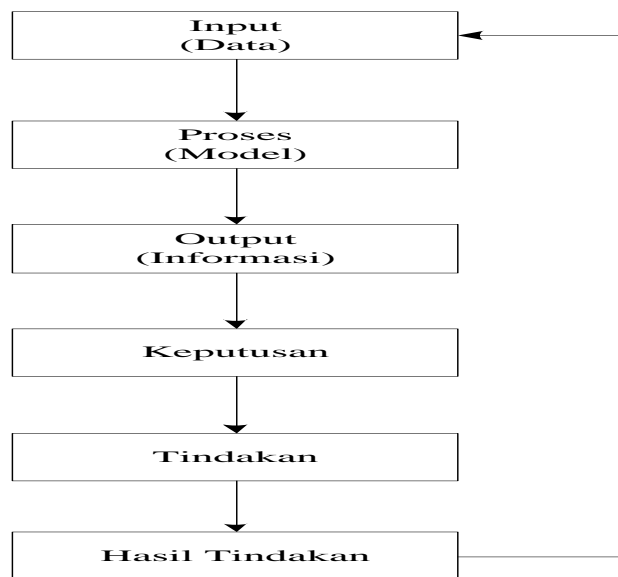 Input
(Data)
Proses
(Model)
Output
(Informasi)
Keputusan
Tindakan
Hasil Tindakan